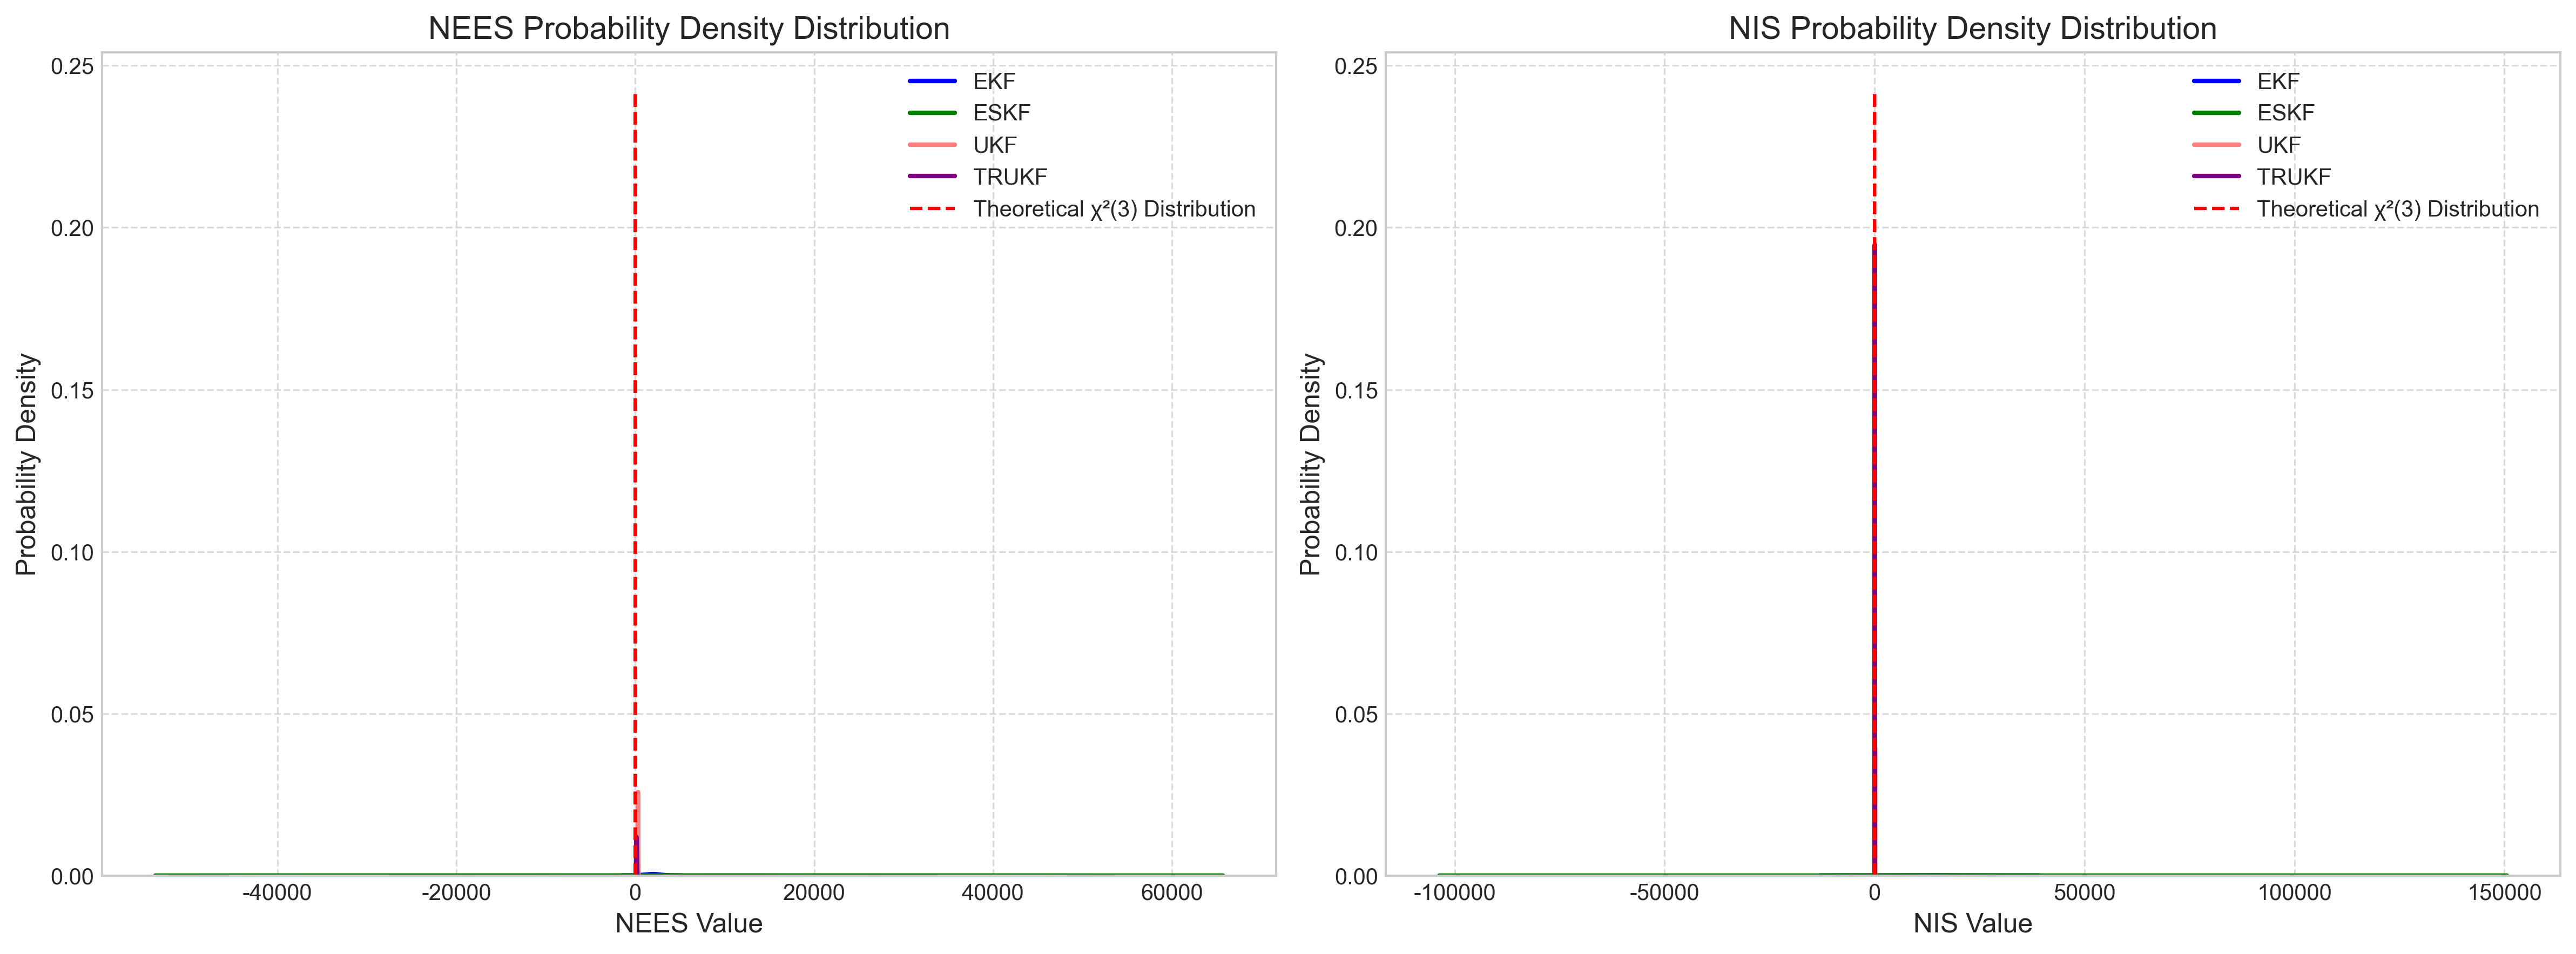 NEES Probability Density Distribution
Probability Density
0.25
0.20
0.15
0.10
0.05
0.00
EKF
ESKF
UKF
TRUKF
Theoretical χ²(3) Distribution
-40000 -20000 0 20000 40000 60000
NEES Value
NIS Probability Density Distribution
Probability Density
0.25
0.20
0.15
0.10
0.05
0.00
EKF
ESKF
UKF
TRUKF
Theoretical χ²(3) Distribution
-100000 -50000 0 50000 100000 150000
NIS Value